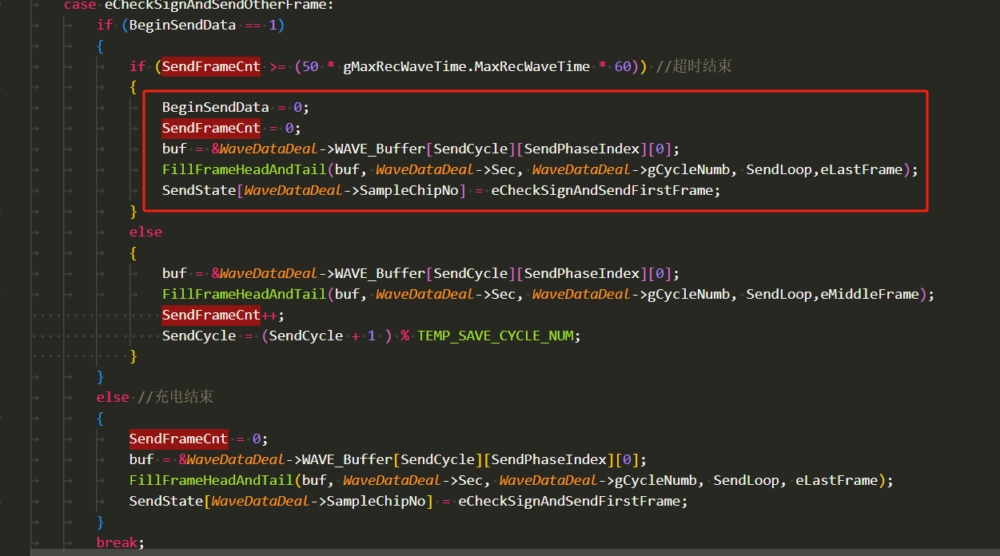 case eCheckSignAndSendOtherFrame:
if (BeginSendData == 1)
{
if (SendFrameCnt >= (50 * gMaxRecWaveTime.MaxRecWaveTime * 60)) //超时结束
{
BeginSendData = 0;
SendFrameCnt = 0;
buf = &WaveDataDeal->WAVE_Buffer[SendCycle][SendPhaseIndex][0];
FillFrameHeadAndTail(buf, WaveDataDeal->Sec, WaveDataDeal->gCycleNumb, SendLoop,eLastFrame);
SendState[WaveDataDeal->SampleChipNo] = eCheckSignAndSendFirstFrame;
}
else
{
buf = &WaveDataDeal->WAVE_Buffer[SendCycle][SendPhaseIndex][0];
FillFrameHeadAndTail(buf, WaveDataDeal->Sec, WaveDataDeal->gCycleNumb, SendLoop,eMiddleFrame);
SendFrameCnt++;
SendCycle = (SendCycle + 1 ) % TEMP_SAVE_CYCLE_NUM;
}
}
else //充电结束
{
SendFrameCnt = 0;
buf = &WaveDataDeal->WAVE_Buffer[SendCycle][SendPhaseIndex][0];
FillFrameHeadAndTail(buf, WaveDataDeal->Sec, WaveDataDeal->gCycleNumb, SendLoop, eLastFrame);
SendState[WaveDataDeal->SampleChipNo] = eCheckSignAndSendFirstFrame;
}
break;